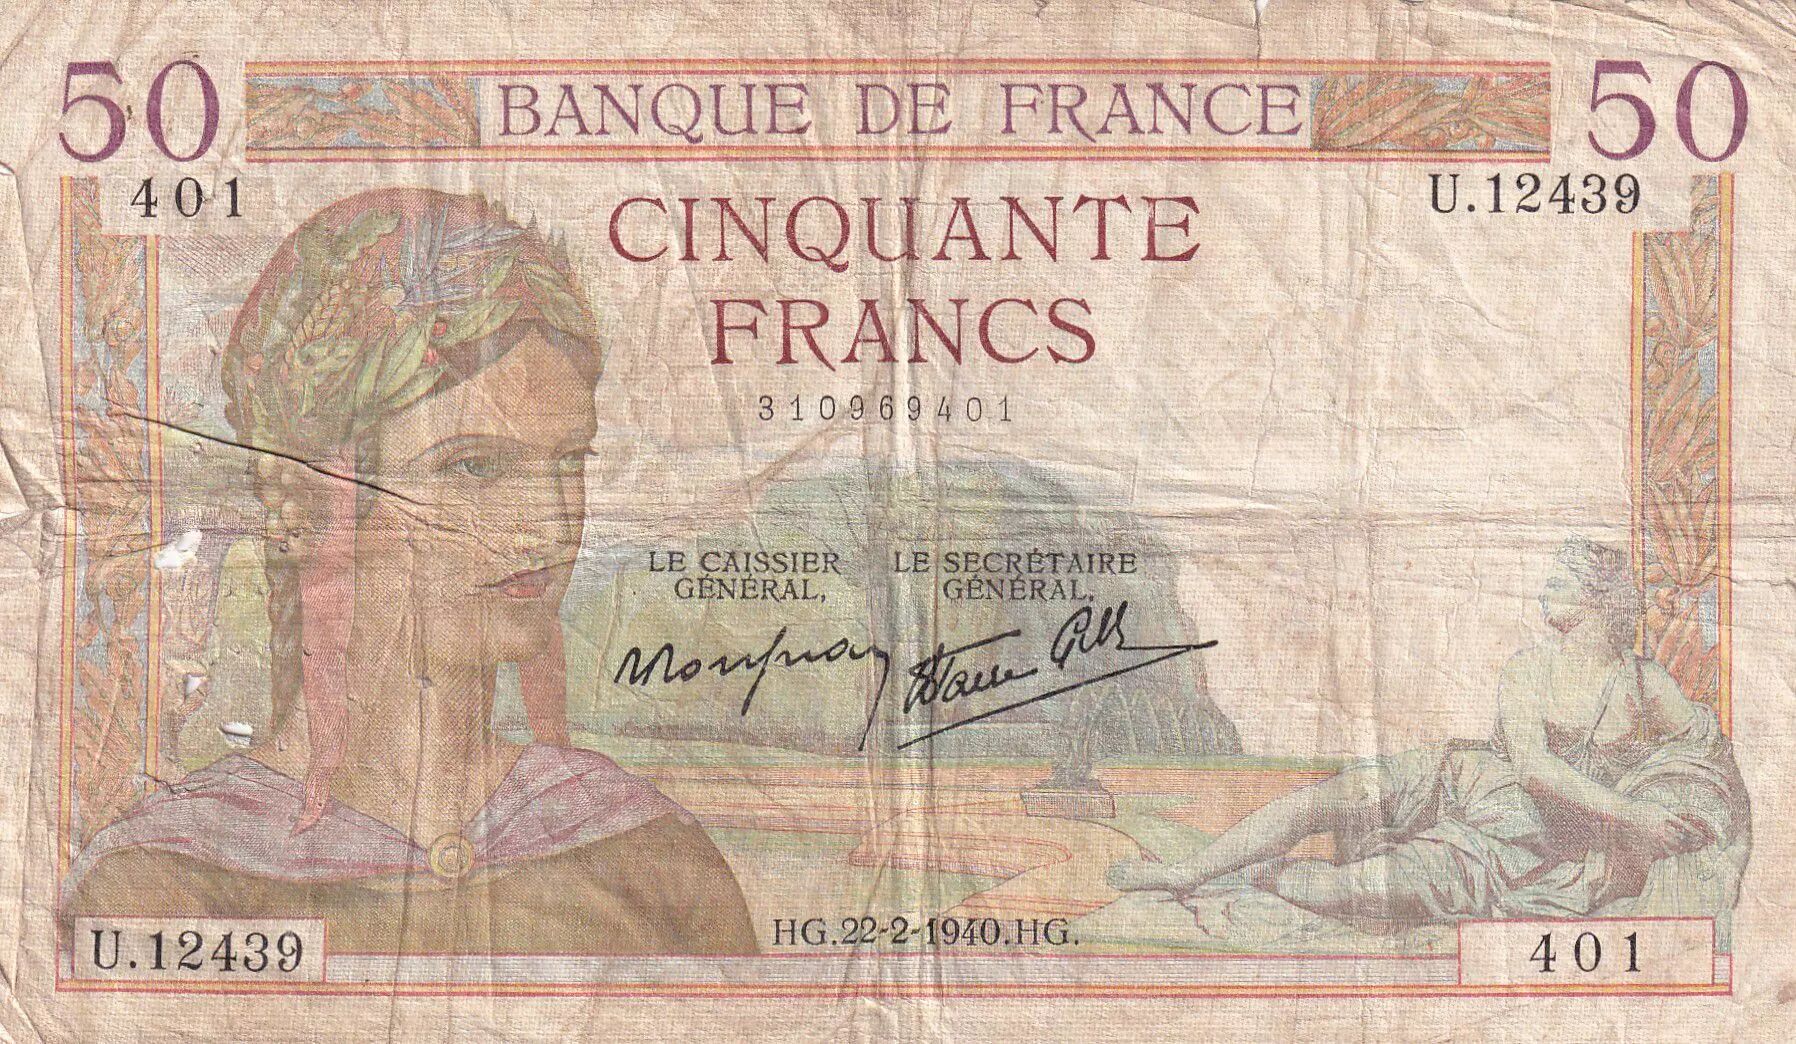 50 BANQUE DE FRANCE 50
401 U.12439
CINQUANTE
FRANCS
310969401
LE CAISSIER
GÉNÉRAL,
LE SECRÉTAIRE
GÉNÉRAL,
HG.22-2-1940.HG.
U.12439 401